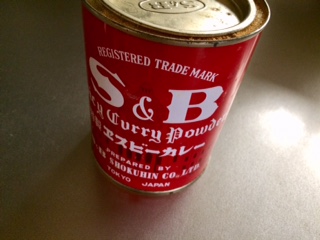 REGISTERED TRADE MARK
S & B
Curry Powder
エスビーカレー
PREPARED BY
SHOKUHIN CO., LTD.
TOKYO JAPAN